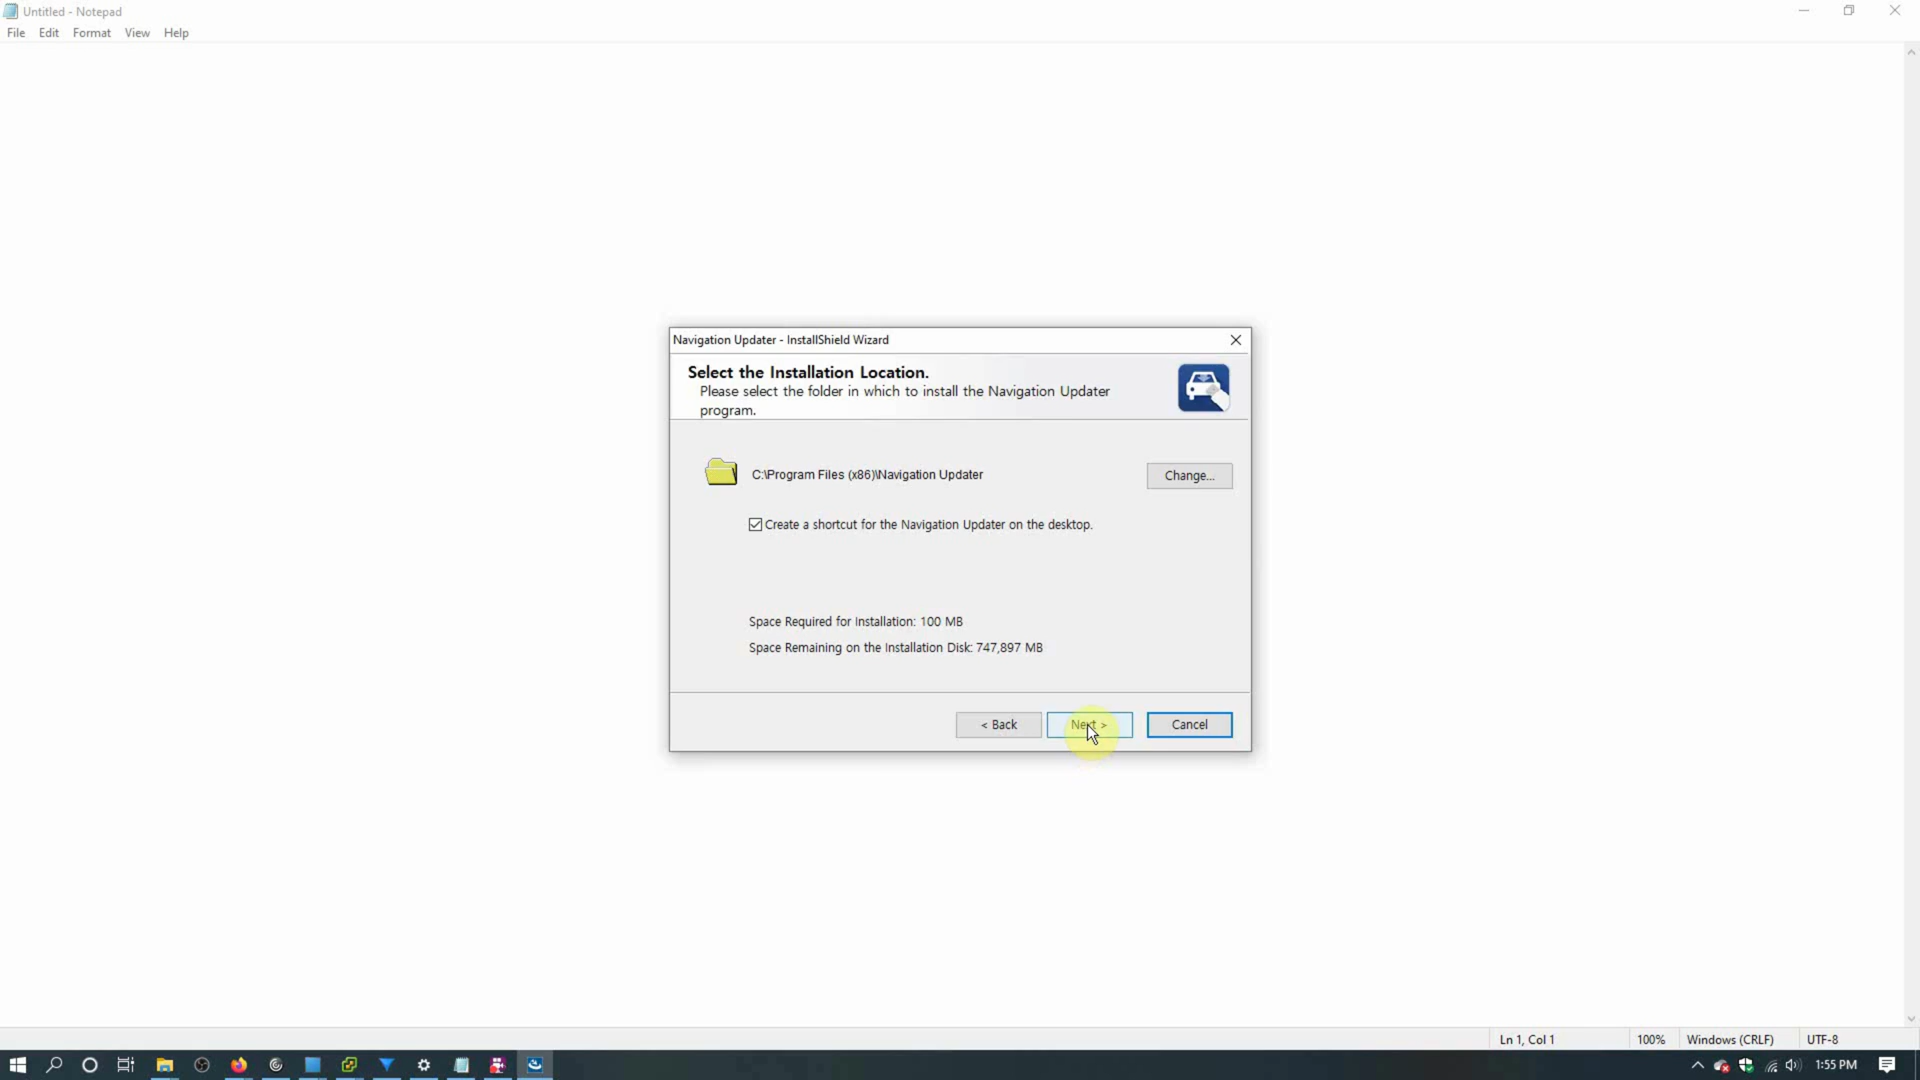 Untitled - Notepad
File Edit Format View Help
Navigation Updater - InstallShield Wizard
Select the Installation Location.
Please select the folder in which to install the Navigation Updater
program.
C:\Program Files (x86)\Navigation Updater
Change...
Create a shortcut for the Navigation Updater on the desktop.
Space Required for Installation: 100 MB
Space Remaining on the Installation Disk: 747,897 MB
< Back Next > Cancel
Ln 1, Col 1 100% Windows (CRLF) UTF-8
1:55 PM